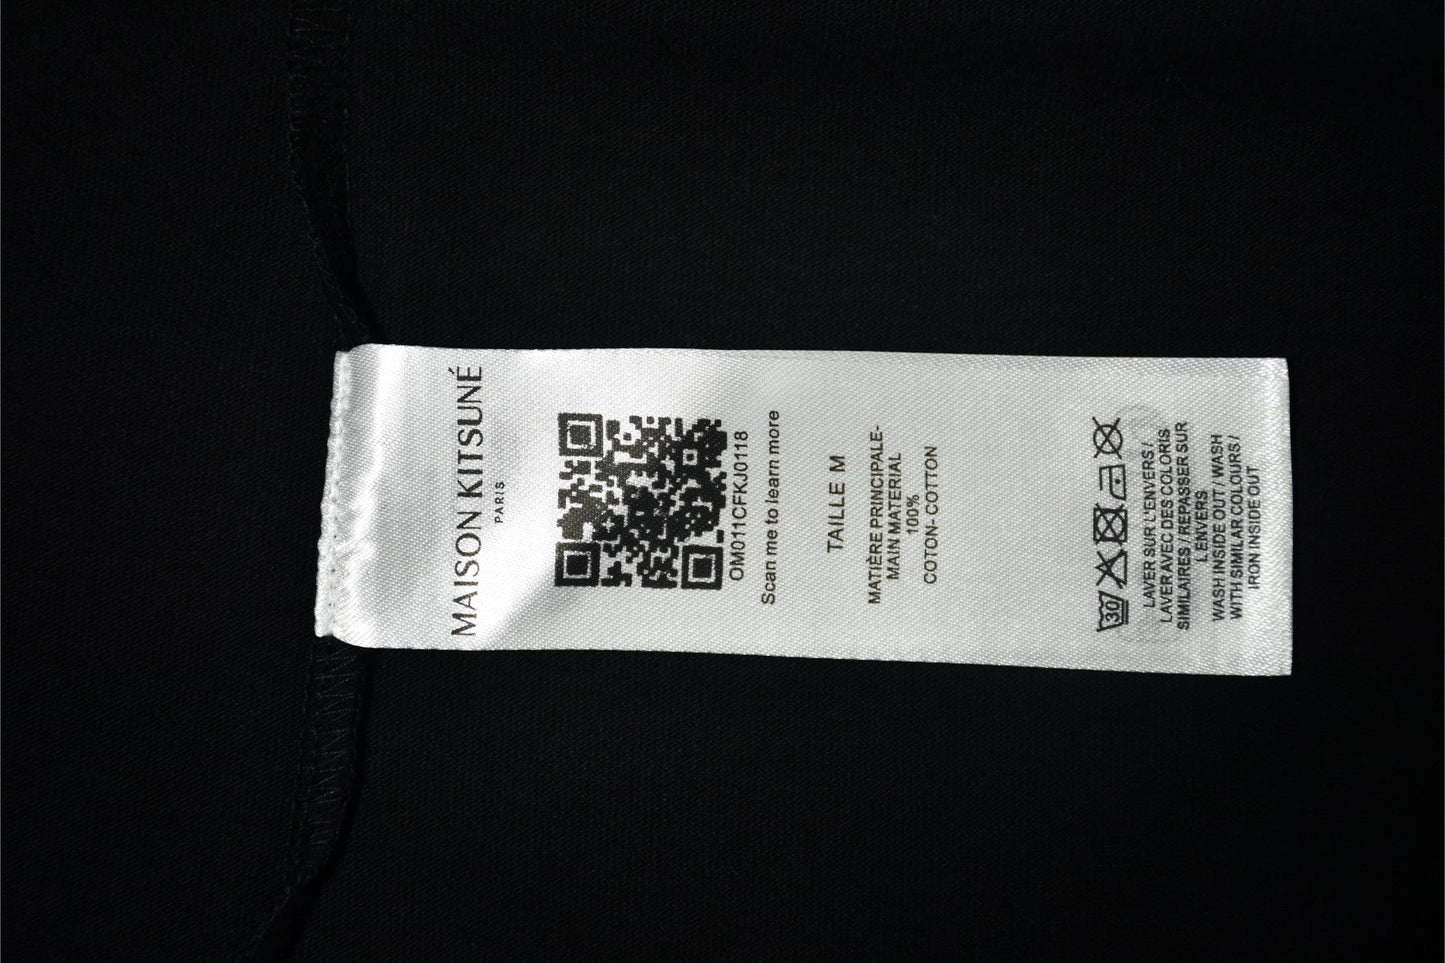 MAISON KITSUNÉ
PARIS
OM011CFKJ0118
Scan me to learn more
TAILLE M
MATIÈRE PRINCIPALE-
MAIN MATERIAL
100%
COTON- COTTON
30
LAVER SUR L'ENVERS /
LAVER AVEC DES COLORIS
SIMILAIRES / REPASSER SUR
L'ENVERS
WASH INSIDE OUT / WASH
WITH SIMILAR COLOURS /
IRON INSIDE OUT